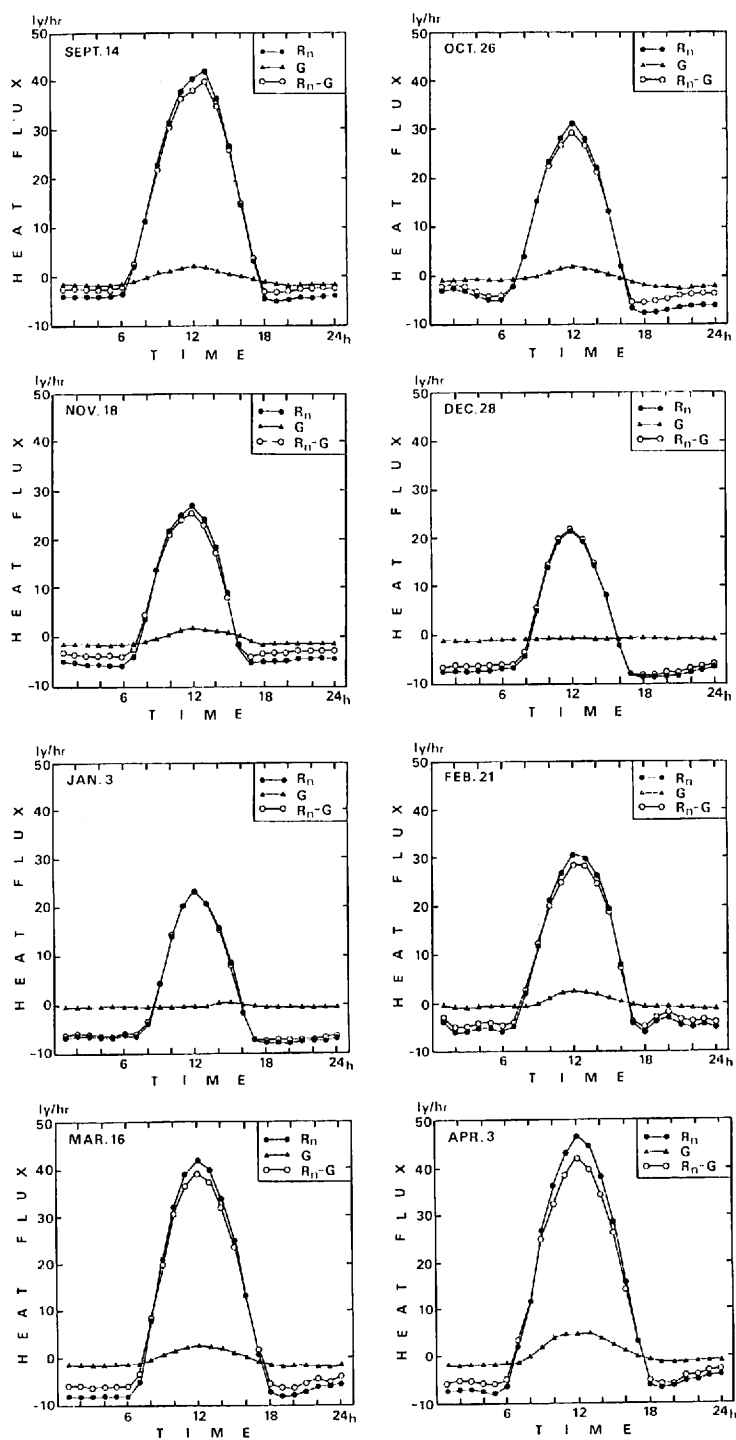 ly/hr
50
40
30
20
10
0
-10
HEAT FLUX
SEPT.14
Rn
G
Rn-G
6
12
18
24h
TIME
50
40
30
20
10
0
-10
HEAT FLUX
OCT.26
Rn
G
Rn-G
6
12
18
24h
TIME
ly/hr
50
40
30
20
10
0
-10
HEAT FLUX
NOV.18
Rn
G
Rn-G
6
12
18
24h
TIME
ly/hr
50
40
30
20
10
0
-10
HEAT FLUX
DEC.28
Rn
G
Rn-G
6
12
18
24h
TIME
ly/hr
50
40
30
20
10
0
-10
HEAT FLUX
JAN.3
Rn
G
Rn-G
6
12
18
24h
TIME
ly/hr
50
40
30
20
10
0
-10
HEAT FLUX
FEB.21
Rn
G
Rn-G
6
12
18
24h
TIME
ly/hr
50
40
30
20
10
0
-10
HEAT FLUX
MAR.16
Rn
G
Rn-G
6
12
18
24h
TIME
ly/hr
50
40
30
20
10
0
-10
HEAT FLUX
APR.3
Rn
G
Rn-G
6
12
18
24h
TIME